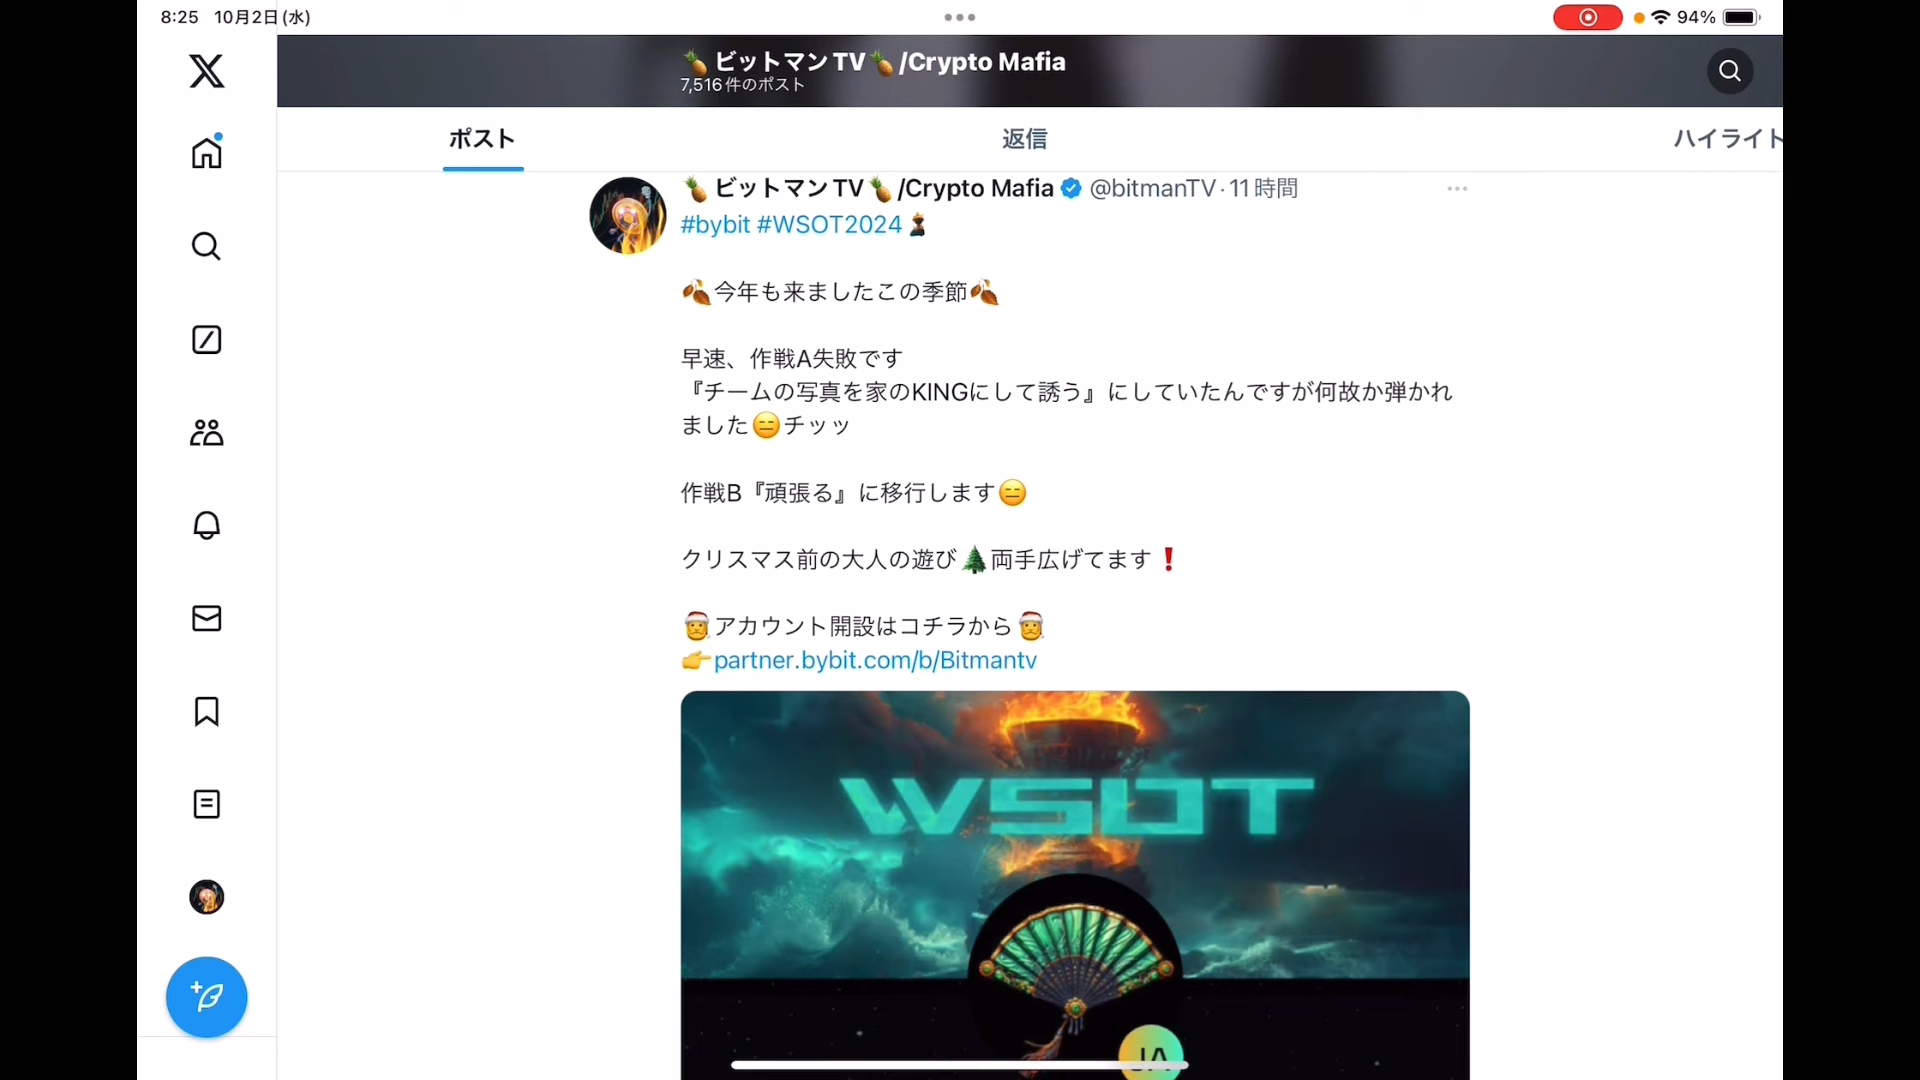 8:25 10月2日(水)
94%
🍍ビットマンTV🍍/Crypto Mafia
7,516件のポスト
ポスト
返信
ハイライト
🍍ビットマンTV🍍/Crypto Mafia @bitmanTV·11時間
#bybit #WSOT2024
🍂今年も来ましたこの季節🍂
早速、作戦A失敗です
『チームの写真を家のKINGにして誘う』にしていたんですが何故か弾かれ
ました😑チッッ
作戦B『頑張る』に移行します😑
クリスマス前の大人の遊び🌲両手広げてます❗
🎅アカウント開設はコチラから🎅
👉partner.bybit.com/b/Bitmantv
WSOT
JA